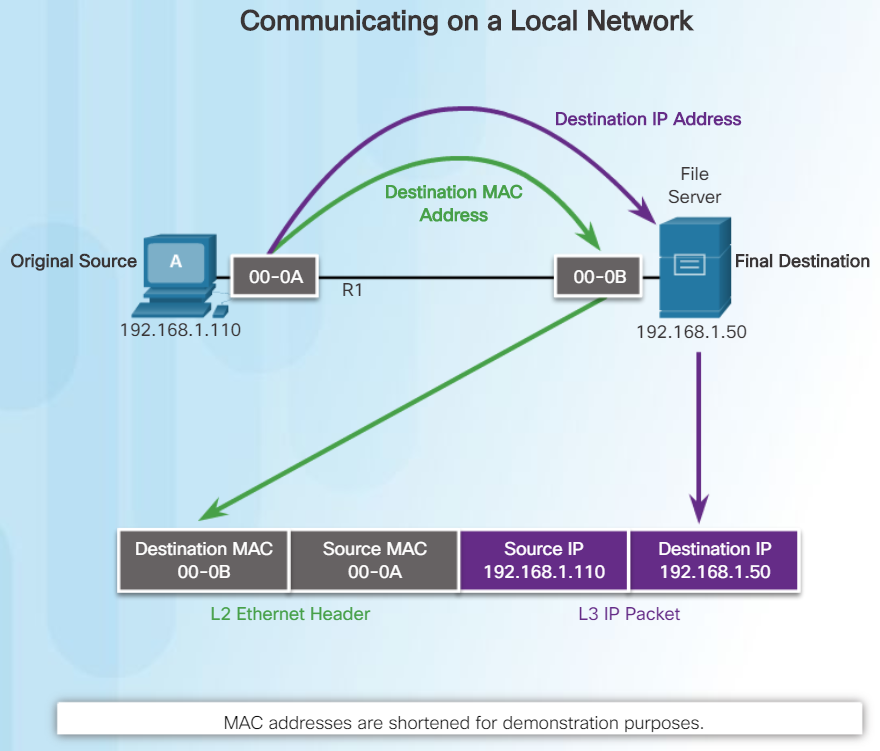 Communicating on a Local Network
Destination IP Address
Destination MAC
Address
File
Server
Original Source
A
00-0A
R1
00-0B
Final Destination
192.168.1.110
192.168.1.50
Destination MAC
00-0B
Source MAC
00-0A
Source IP
192.168.1.110
Destination IP
192.168.1.50
L2 Ethernet Header
L3 IP Packet
MAC addresses are shortened for demonstration purposes.